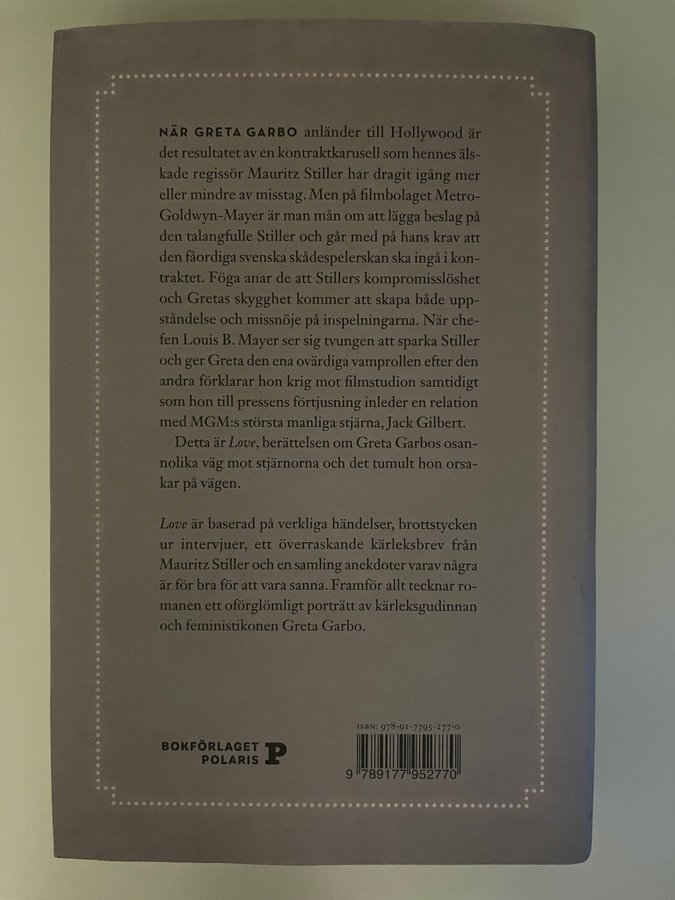 NÄR GRETA GARBO anländer till Hollywood är
det resultatet av en kontraktkarusell som hennes äls-
kade regissör Mauritz Stiller har dragit igång mer
eller mindre av misstag. Men på filmbolaget Metro-
Goldwyn-Mayer är man mån om att lägga beslag på
den talangfulle Stiller och går med på hans krav att
den fåordiga svenska skådespelerskan ska ingå i kon-
traktet. Föga anar de att Stillers kompromisslöshet
och Gretas skygghet kommer att skapa både upp-
ståndelse och missnöje på inspelningarna. När che-
fen Louis B. Mayer ser sig tvungen att sparka Stiller
och ger Greta den ena ovärdiga vamprollen efter den
andra förklarar hon krig mot filmstudion samtidigt
som hon till pressens förtjusning inleder en relation
med MGM:s största manliga stjärna, Jack Gilbert.
Detta är Love, berättelsen om Greta Garbos osan-
nolika väg mot stjärnorna och det tumult hon orsa-
kar på vägen.
Love är baserad på verkliga händelser, brottstycken
ur intervjuer, ett överraskande kärleksbrev från
Mauritz Stiller och en samling anekdoter varav några
är för bra för att vara sanna. Framför allt tecknar ro-
manen ett oförglömligt porträtt av kärleksgudinnan
och feministikonen Greta Garbo.
BOKFÖRLAGET
POLARIS P
ISBN: 978-91-7795-277-0
9 789177 952770